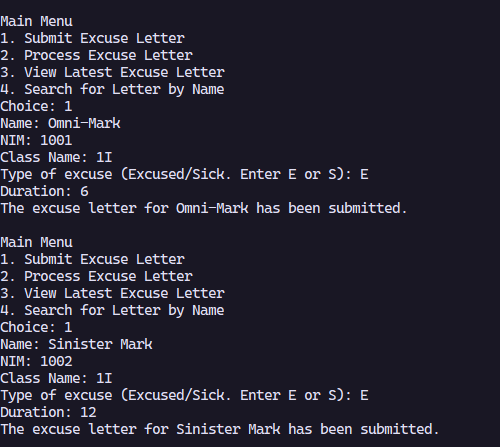 Main Menu
1. Submit Excuse Letter
2. Process Excuse Letter
3. View Latest Excuse Letter
4. Search for Letter by Name
Choice: 1
Name: Omni-Mark
NIM: 1001
Class Name: 1I
Type of excuse (Excused/Sick. Enter E or S): E
Duration: 6
The excuse letter for Omni-Mark has been submitted.
Main Menu
1. Submit Excuse Letter
2. Process Excuse Letter
3. View Latest Excuse Letter
4. Search for Letter by Name
Choice: 1
Name: Sinister Mark
NIM: 1002
Class Name: 1I
Type of excuse (Excused/Sick. Enter E or S): E
Duration: 12
The excuse letter for Sinister Mark has been submitted.